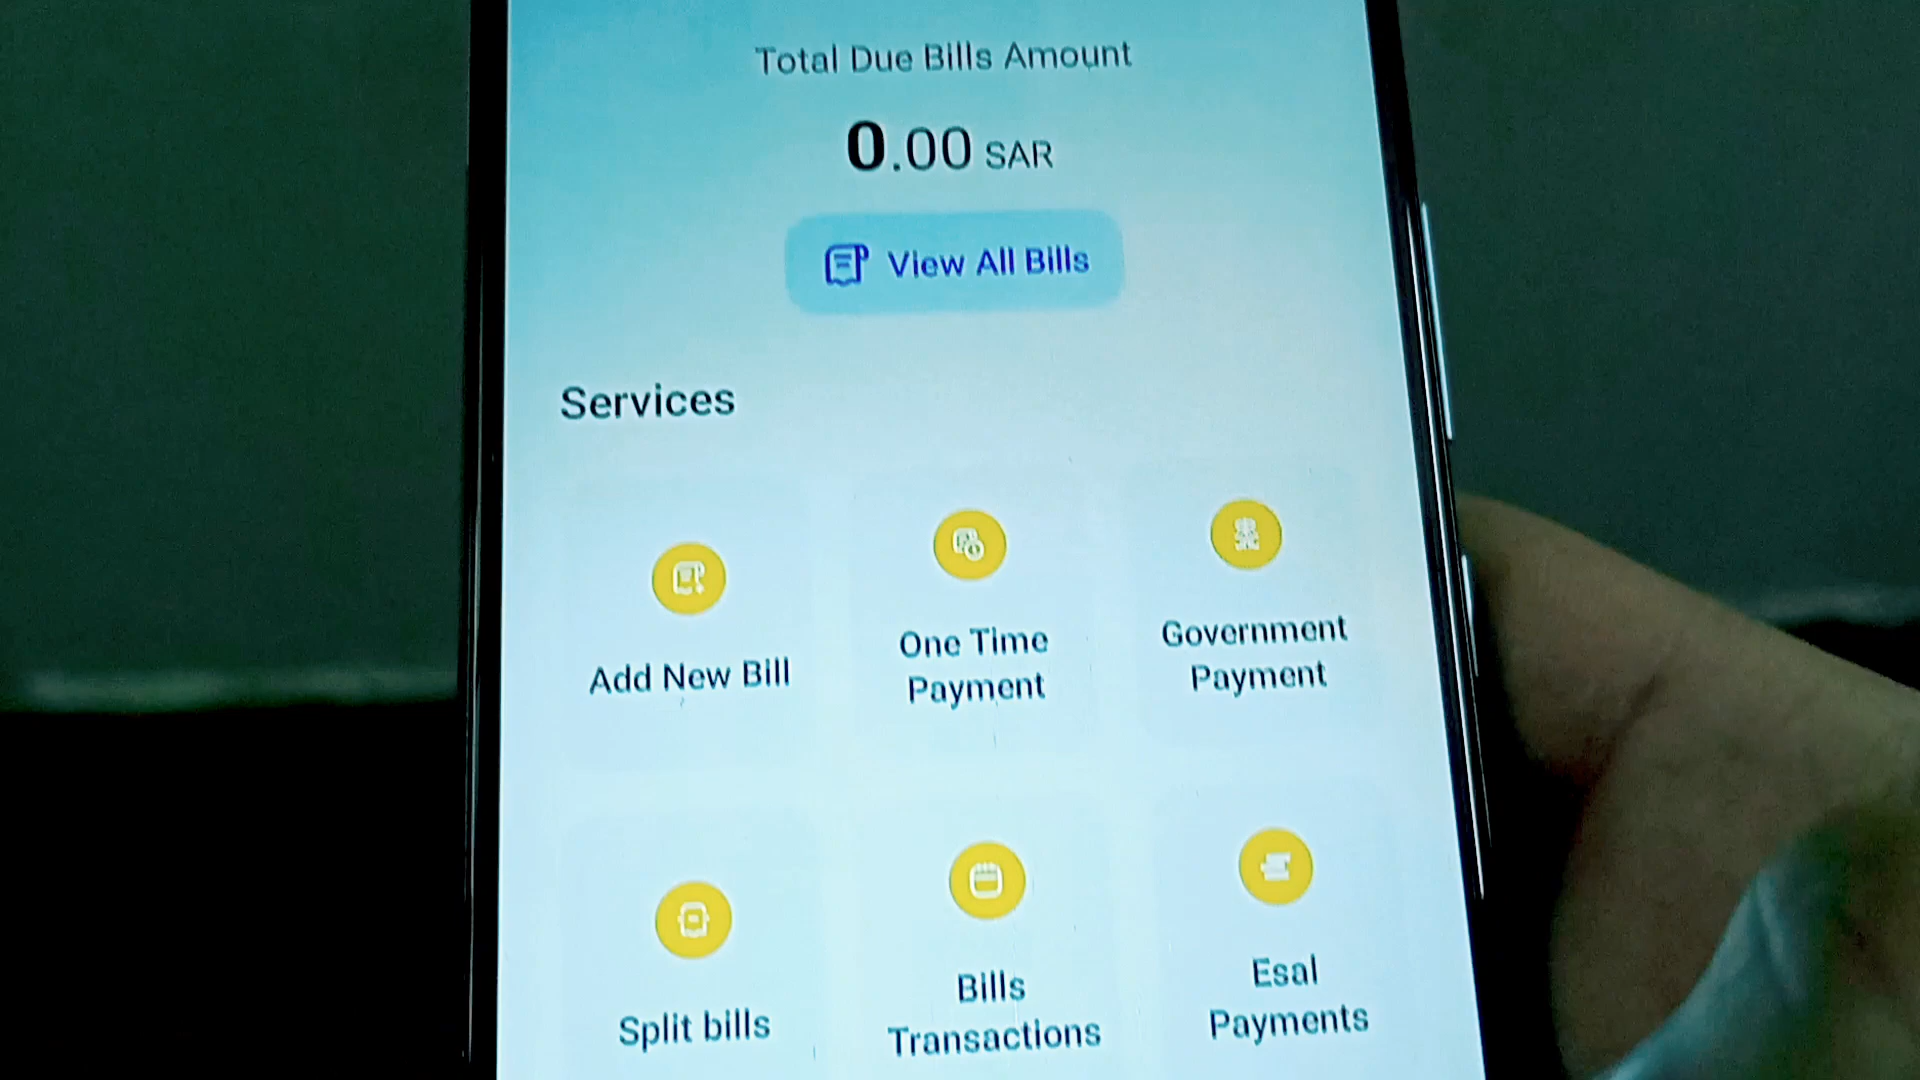 Total Due Bills Amount
0.00 SAR
View All Bills
Services
Add New Bill
One Time
Payment
Government
Payment
Split bills
Bills
Transactions
Esal
Payments